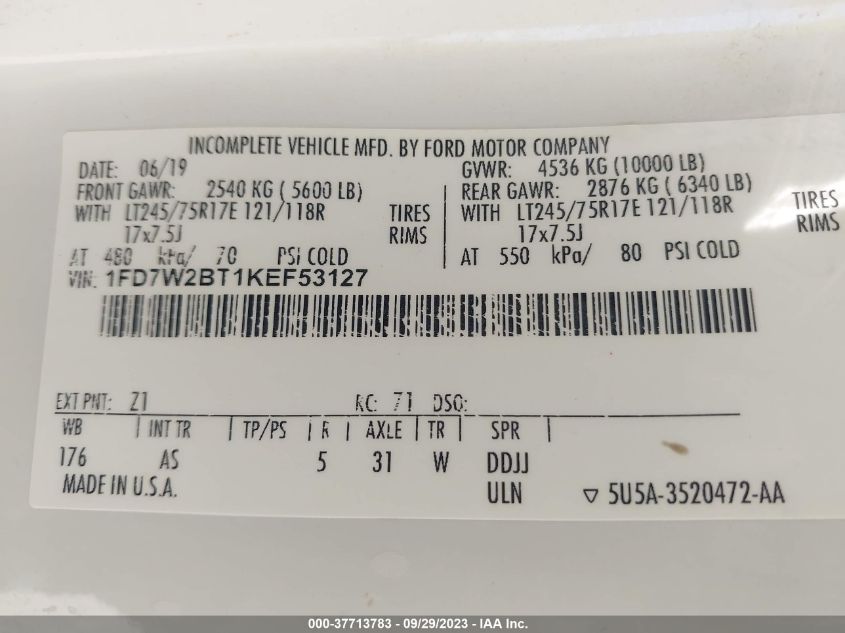 INCOMPLETE VEHICLE MFD. BY FORD MOTOR COMPANY
DATE: 06/19 GVWR: 4536 KG (10000 LB)
FRONT GAWR: 2540 KG ( 5600 LB) REAR GAWR: 2876 KG ( 6340 LB)
WITH LT245/75R17E 121/118R TIRES WITH LT245/75R17E 121/118R TIRES
17x7.5J RIMS 17x7.5J RIMS
AT 480 kPa/ 70 PSI COLD AT 550 kPa/ 80 PSI COLD
VIN: 1FD7W2BT1KEF53127
EXT PNT: Z1 RC: 71 DSO:
WB | INT TR | TP/PS | R | AXLE | TR | SPR |
176 AS 5 31 W DDJJ
MADE IN U.S.A. ULN ▽ 5U5A-3520472-AA
000-37713783 - 09/29/2023 - IAA Inc.